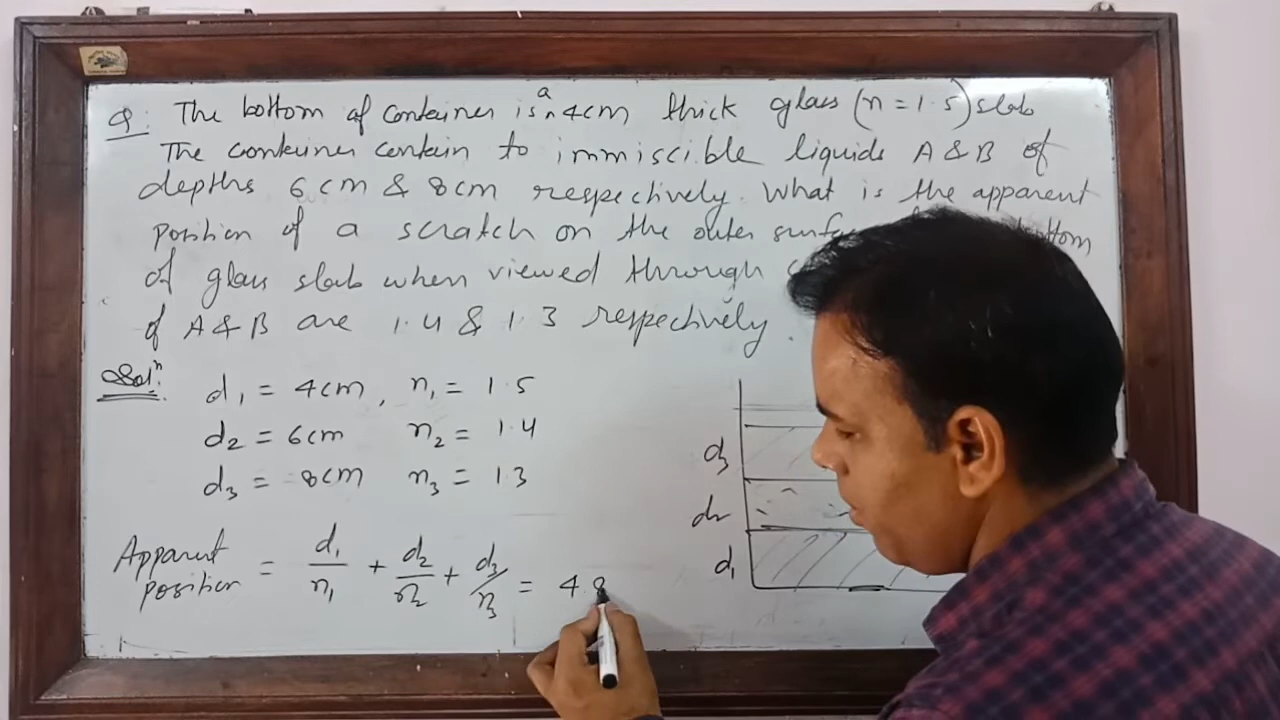 Q: The bottom of container is a 4cm thick glass (n = 1.5) slab
The container contain to immiscible liquids A & B of
depths 6cm & 8cm respectively. What is the apparent
position of a scratch on the outer surf ttom
of glass slab when viewed through
of A & B are 1.4 & 1.3 respectively.
Solⁿ:
d₁ = 4cm, n₁ = 1.5
d₂ = 6cm n₂ = 1.4
d₃ = 8cm n₃ = 1.3
d₃
d₂
d₁
Apparent position = d₁/n₁ + d₂/n₂ + d₃/n₃ = 4.